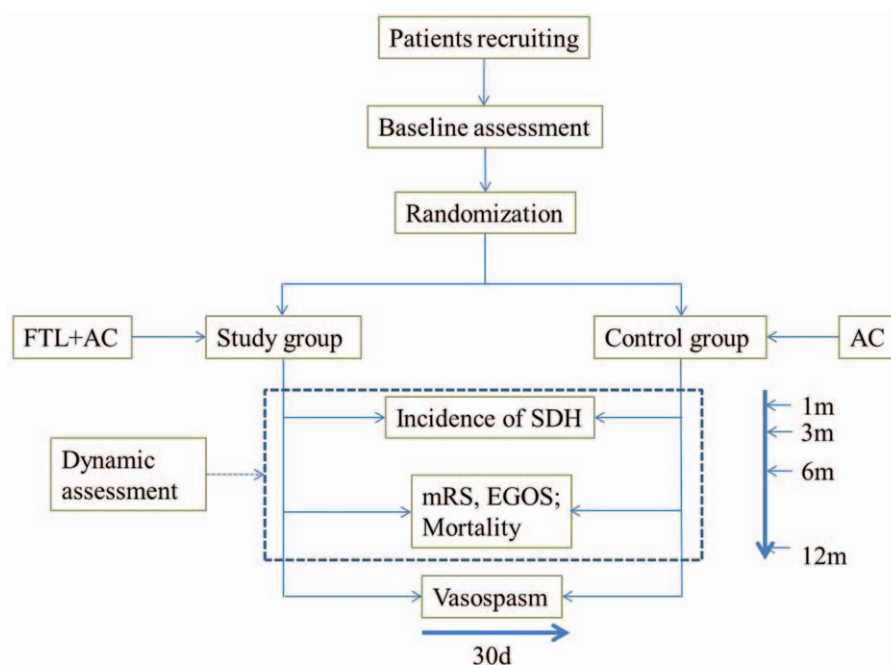 Patients recruiting
Baseline assessment
Randomization
FTL+AC
Study group
Control group
AC
Incidence of SDH
1m
3m
Dynamic
assessment
6m
mRS, EGOS;
Mortality
12m
Vasospasm
30d